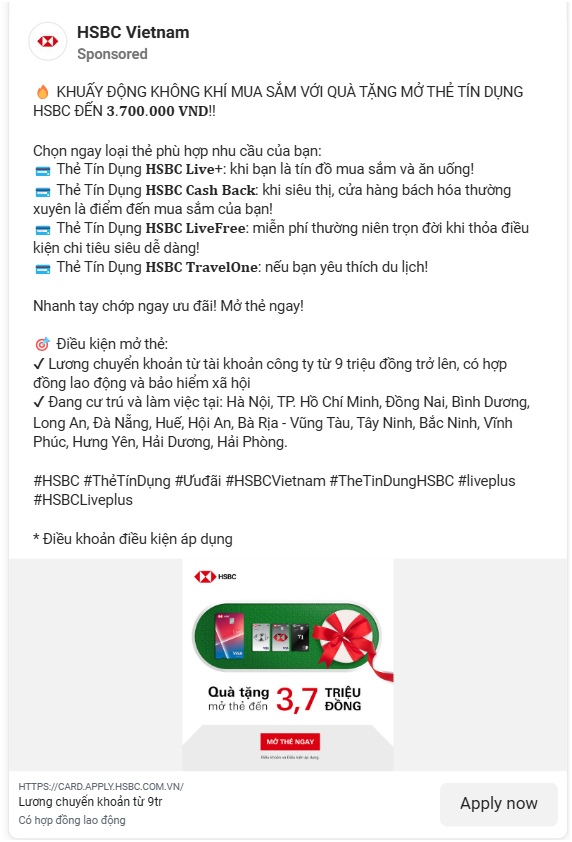 HSBC Vietnam
Sponsored
🔥 KHUẤY ĐỘNG KHÔNG KHÍ MUA SẮM VỚI QUÀ TẶNG MỞ THẺ TÍN DỤNG
HSBC ĐẾN 3.700.000 VND!!
Chọn ngay loại thẻ phù hợp nhu cầu của bạn:
💳 Thẻ Tín Dụng HSBC Live+: khi bạn là tín đồ mua sắm và ăn uống!
💳 Thẻ Tín Dụng HSBC Cash Back: khi siêu thị, cửa hàng bách hóa thường
xuyên là điểm đến mua sắm của bạn!
💳 Thẻ Tín Dụng HSBC LiveFree: miễn phí thường niên trọn đời khi thỏa điều
kiện chi tiêu siêu dễ dàng!
💳 Thẻ Tín Dụng HSBC TravelOne: nếu bạn yêu thích du lịch!
Nhanh tay chớp ngay ưu đãi! Mở thẻ ngay!
🎯 Điều kiện mở thẻ:
✓ Lương chuyển khoản từ tài khoản công ty từ 9 triệu đồng trở lên, có hợp
đồng lao động và bảo hiểm xã hội
✓ Đang cư trú và làm việc tại: Hà Nội, TP. Hồ Chí Minh, Đồng Nai, Bình Dương,
Long An, Đà Nẵng, Huế, Hội An, Bà Rịa - Vũng Tàu, Tây Ninh, Bắc Ninh, Vĩnh
Phúc, Hưng Yên, Hải Dương, Hải Phòng.
#HSBC #ThẻTínDụng #Ưuđãi #HSBCVietnam #TheTinDungHSBC #liveplus
#HSBCLiveplus
* Điều khoản điều kiện áp dụng
HSBC
VISA
Quà tặng
mở thẻ đến
3,7 TRIỆU
ĐỒNG
MỞ THẺ NGAY
Điều khoản và Điều kiện áp dụng
HTTPS://CARD.APPLY.HSBC.COM.VN/
Lương chuyển khoản từ 9tr
Có hợp đồng lao động
Apply now